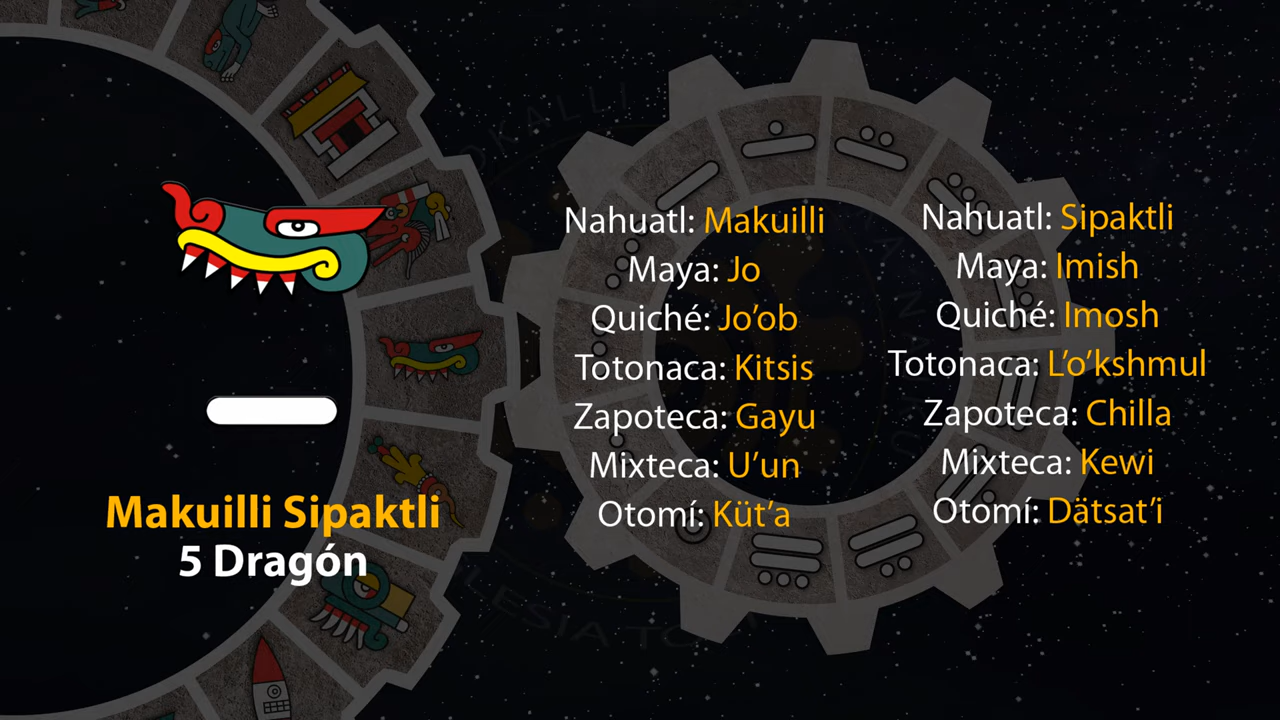 Makuilli Sipaktli
5 Dragón
Nahuatl: Makuilli
Maya: Jo
Quiché: Jo’ob
Totonaca: Kitsis
Zapoteca: Gayu
Mixteca: U’un
Otomí: Küt’a
Nahuatl: Sipaktli
Maya: Imish
Quiché: Imosh
Totonaca: L’o’kshmul
Zapoteca: Chilla
Mixteca: Kewi
Otomí: Dätsat’i